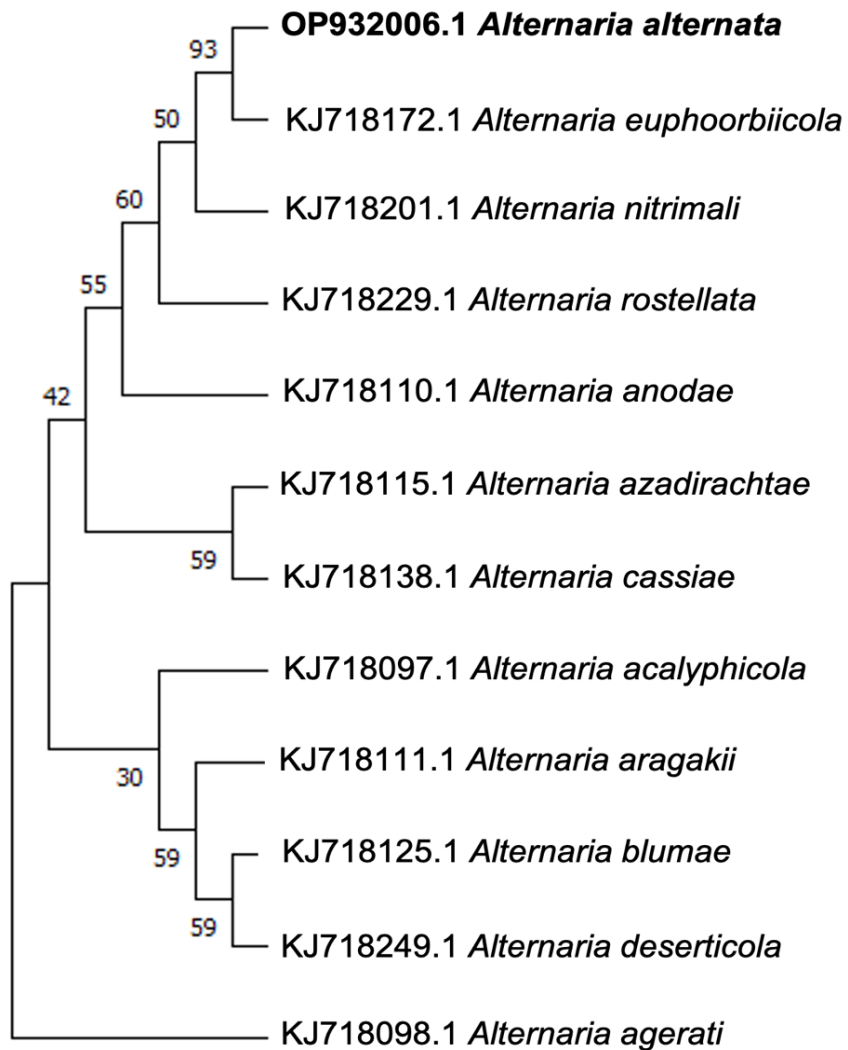 OP932006.1 Alternaria alternata
93
KJ718172.1 Alternaria euphoorbiicola
50
KJ718201.1 Alternaria nitrimali
60
KJ718229.1 Alternaria rostellata
55
KJ718110.1 Alternaria anodae
42
KJ718115.1 Alternaria azadirachtae
59
KJ718138.1 Alternaria cassiae
KJ718097.1 Alternaria acalyphicola
30
KJ718111.1 Alternaria aragakii
59
KJ718125.1 Alternaria blumae
59
KJ718249.1 Alternaria deserticola
KJ718098.1 Alternaria agerati